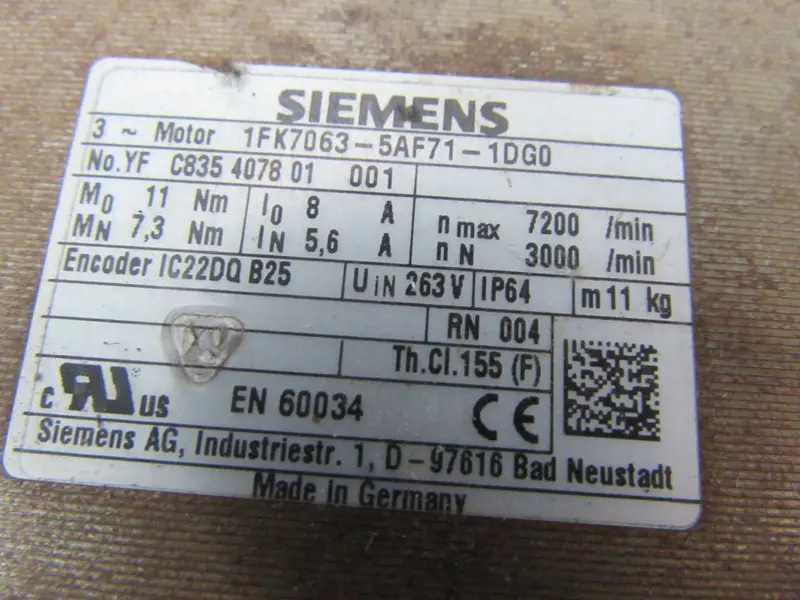 SIEMENS
3 ~ Motor 1FK7063-5AF71-1DG0
No.YF C835 4078 01 001
M0 11 Nm I0 8 A n max 7200 /min
MN 7,3 Nm IN 5,6 A n N 3000 /min
Encoder IC22DQ B25 U iN 263 V IP64 m 11 kg
RN 004
Th.Cl.155 (F)
c RU US EN 60034 CE
Siemens AG, Industriestr. 1, D-97616 Bad Neustadt
Made in Germany